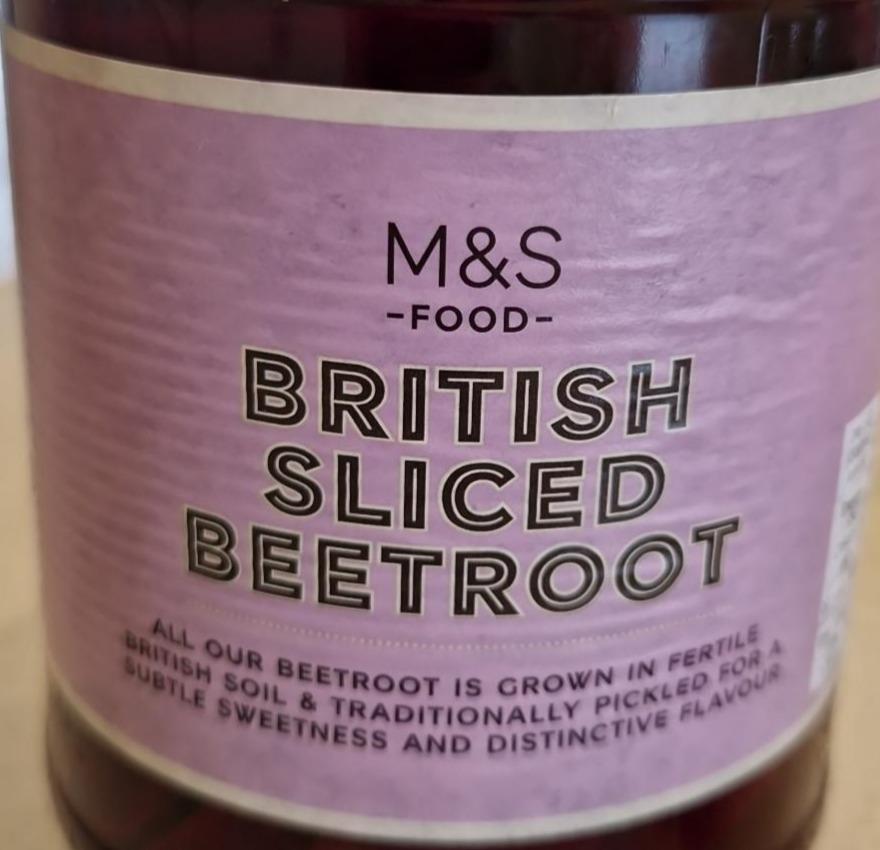 M&S
-FOOD-
BRITISH
SLICED
BEETROOT
ALL OUR BEETROOT IS GROWN IN FERTILE
BRITISH SOIL & TRADITIONALLY PICKLED FOR A
SUBTLE SWEETNESS AND DISTINCTIVE FLAVOUR